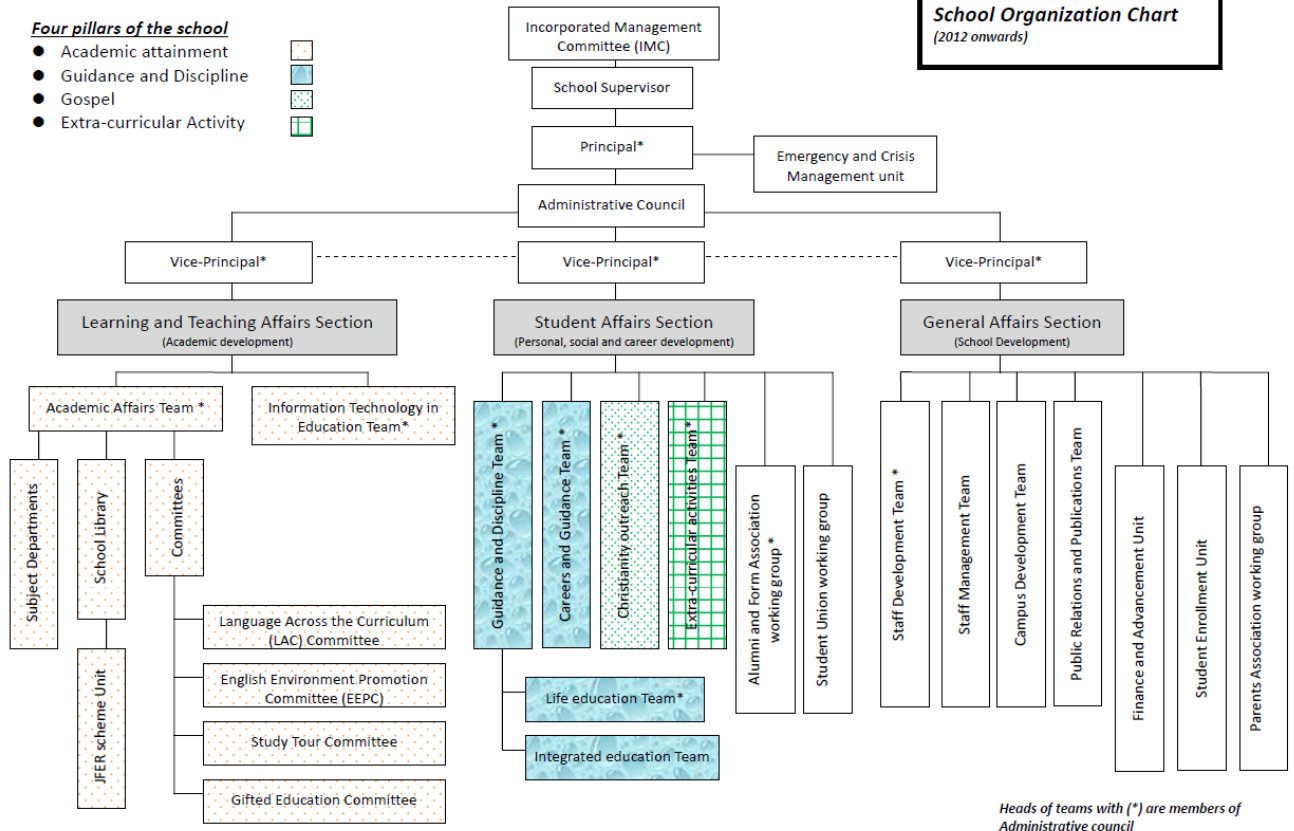 Four pillars of the school
● Academic attainment
● Guidance and Discipline
● Gospel
● Extra-curricular Activity
School Organization Chart
(2012 onwards)
Incorporated Management
Committee (IMC)
School Supervisor
Principal*
Emergency and Crisis
Management unit
Administrative Council
Vice-Principal*
Vice-Principal*
Vice-Principal*
Learning and Teaching Affairs Section
(Academic development)
Student Affairs Section
(Personal, social and career development)
General Affairs Section
(School Development)
Academic Affairs Team *
Information Technology in
Education Team*
Subject Departments
School Library
Committees
JFER scheme Unit
Language Across the Curriculum
(LAC) Committee
English Environment Promotion
Committee (EEPC)
Study Tour Committee
Gifted Education Committee
Guidance and Discipline Team *
Careers and Guidance Team *
Christianity outreach Team *
Extra-curricular activities Team*
Alumni and Form Association
working group *
Student Union working group
Life education Team*
Integrated education Team
Staff Development Team *
Staff Management Team
Campus Development Team
Public Relations and Publications Team
Finance and Advancement Unit
Student Enrollment Unit
Parents Association working group
Heads of teams with (*) are members of
Administrative council